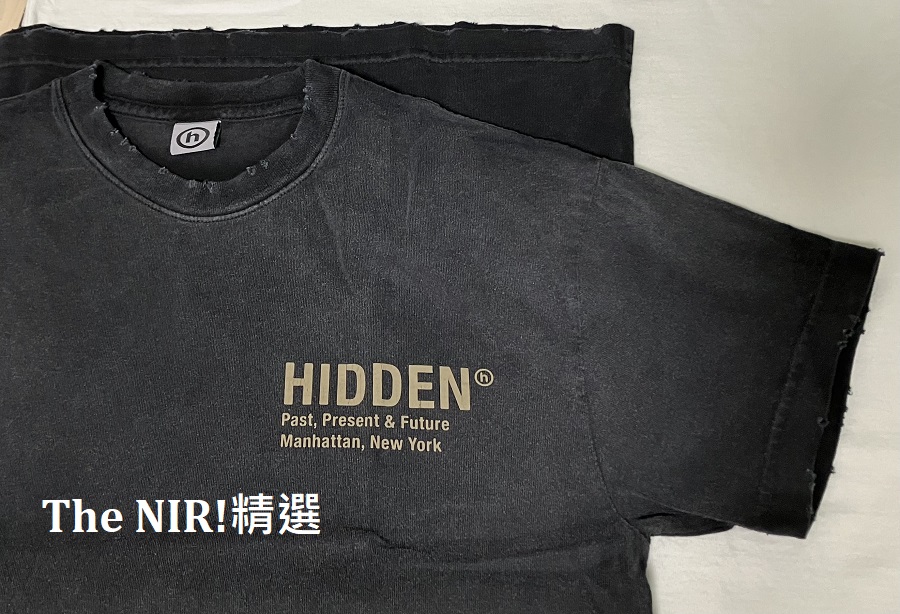 h
HIDDEN h
Past, Present & Future
Manhattan, New York
The NIR!精選